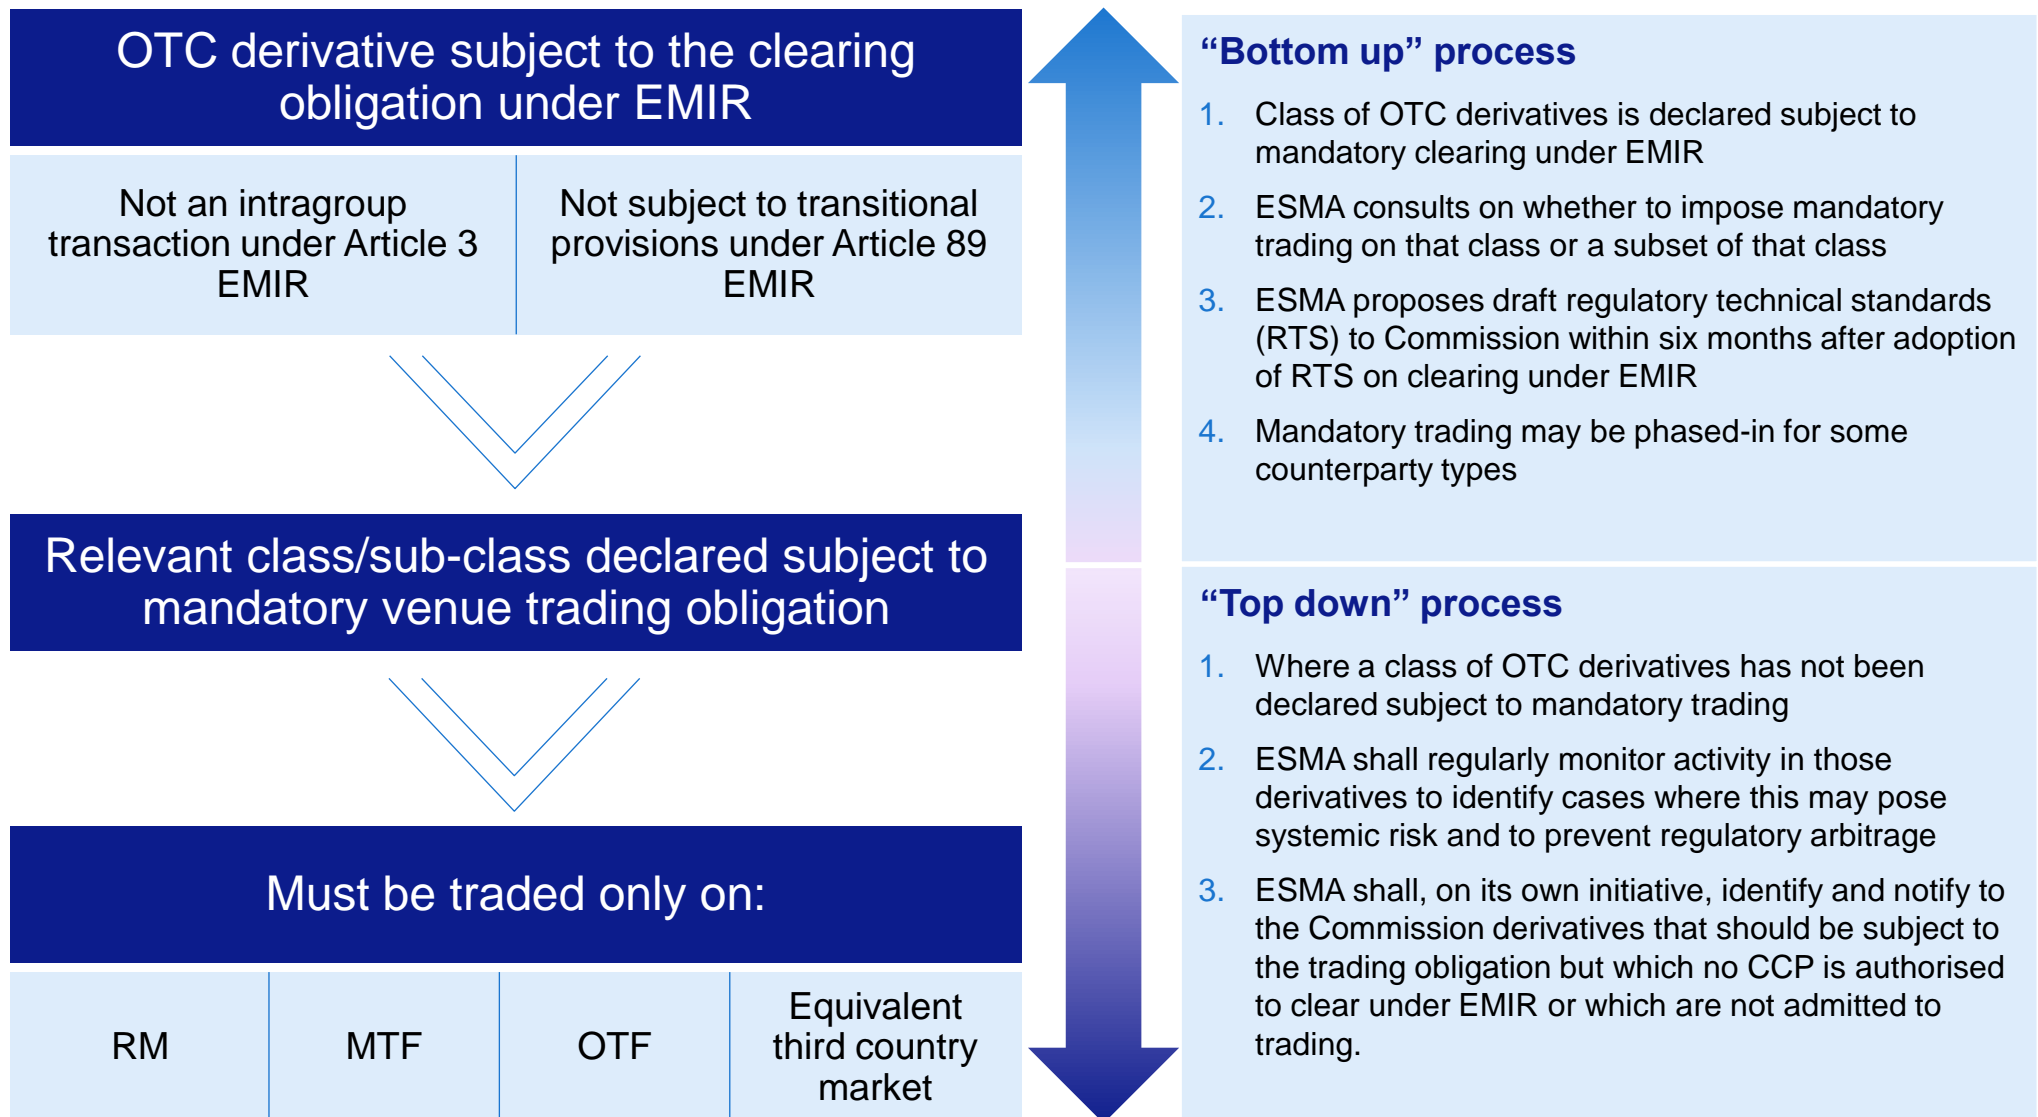 OTC derivative subject to the clearing
obligation under EMIR
Not an intragroup
transaction under Article 3
EMIR
Not subject to transitional
provisions under Article 89
EMIR
Relevant class/sub-class declared subject to
mandatory venue trading obligation
Must be traded only on:
RM
MTF
OTF
Equivalent
third country
market
“Bottom up” process
1. Class of OTC derivatives is declared subject to
mandatory clearing under EMIR
2. ESMA consults on whether to impose mandatory
trading on that class or a subset of that class
3. ESMA proposes draft regulatory technical standards
(RTS) to Commission within six months after adoption
of RTS on clearing under EMIR
4. Mandatory trading may be phased-in for some
counterparty types
“Top down” process
1. Where a class of OTC derivatives has not been
declared subject to mandatory trading
2. ESMA shall regularly monitor activity in those
derivatives to identify cases where this may pose
systemic risk and to prevent regulatory arbitrage
3. ESMA shall, on its own initiative, identify and notify to
the Commission derivatives that should be subject to
the trading obligation but which no CCP is authorised
to clear under EMIR or which are not admitted to
trading.